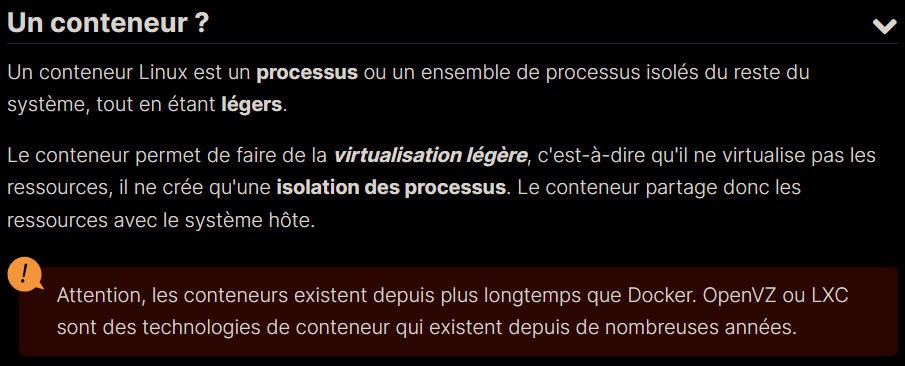 Un conteneur ?
Un conteneur Linux est un processus ou un ensemble de processus isolés du reste du
système, tout en étant légers.
Le conteneur permet de faire de la virtualisation légère, c'est-à-dire qu'il ne virtualise pas les
ressources, il ne crée qu'une isolation des processus. Le conteneur partage donc les
ressources avec le système hôte.
!
Attention, les conteneurs existent depuis plus longtemps que Docker. OpenVZ ou LXC
sont des technologies de conteneur qui existent depuis de nombreuses années.